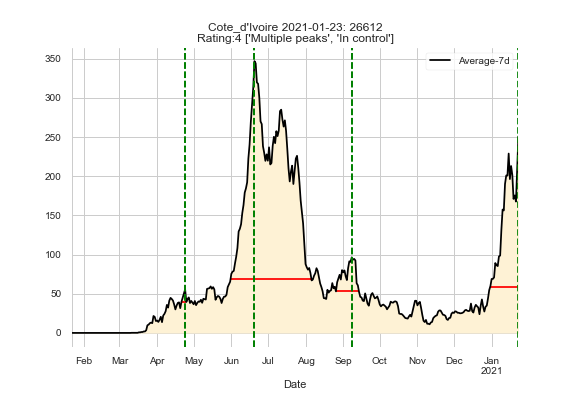 Cote_d'Ivoire 2021-01-23: 26612
Rating:4 ['Multiple peaks', 'In control']
Average-7d
350
300
250
200
150
100
50
0
Feb Mar Apr May Jun Jul Aug Sep Oct Nov Dec Jan
2021
Date